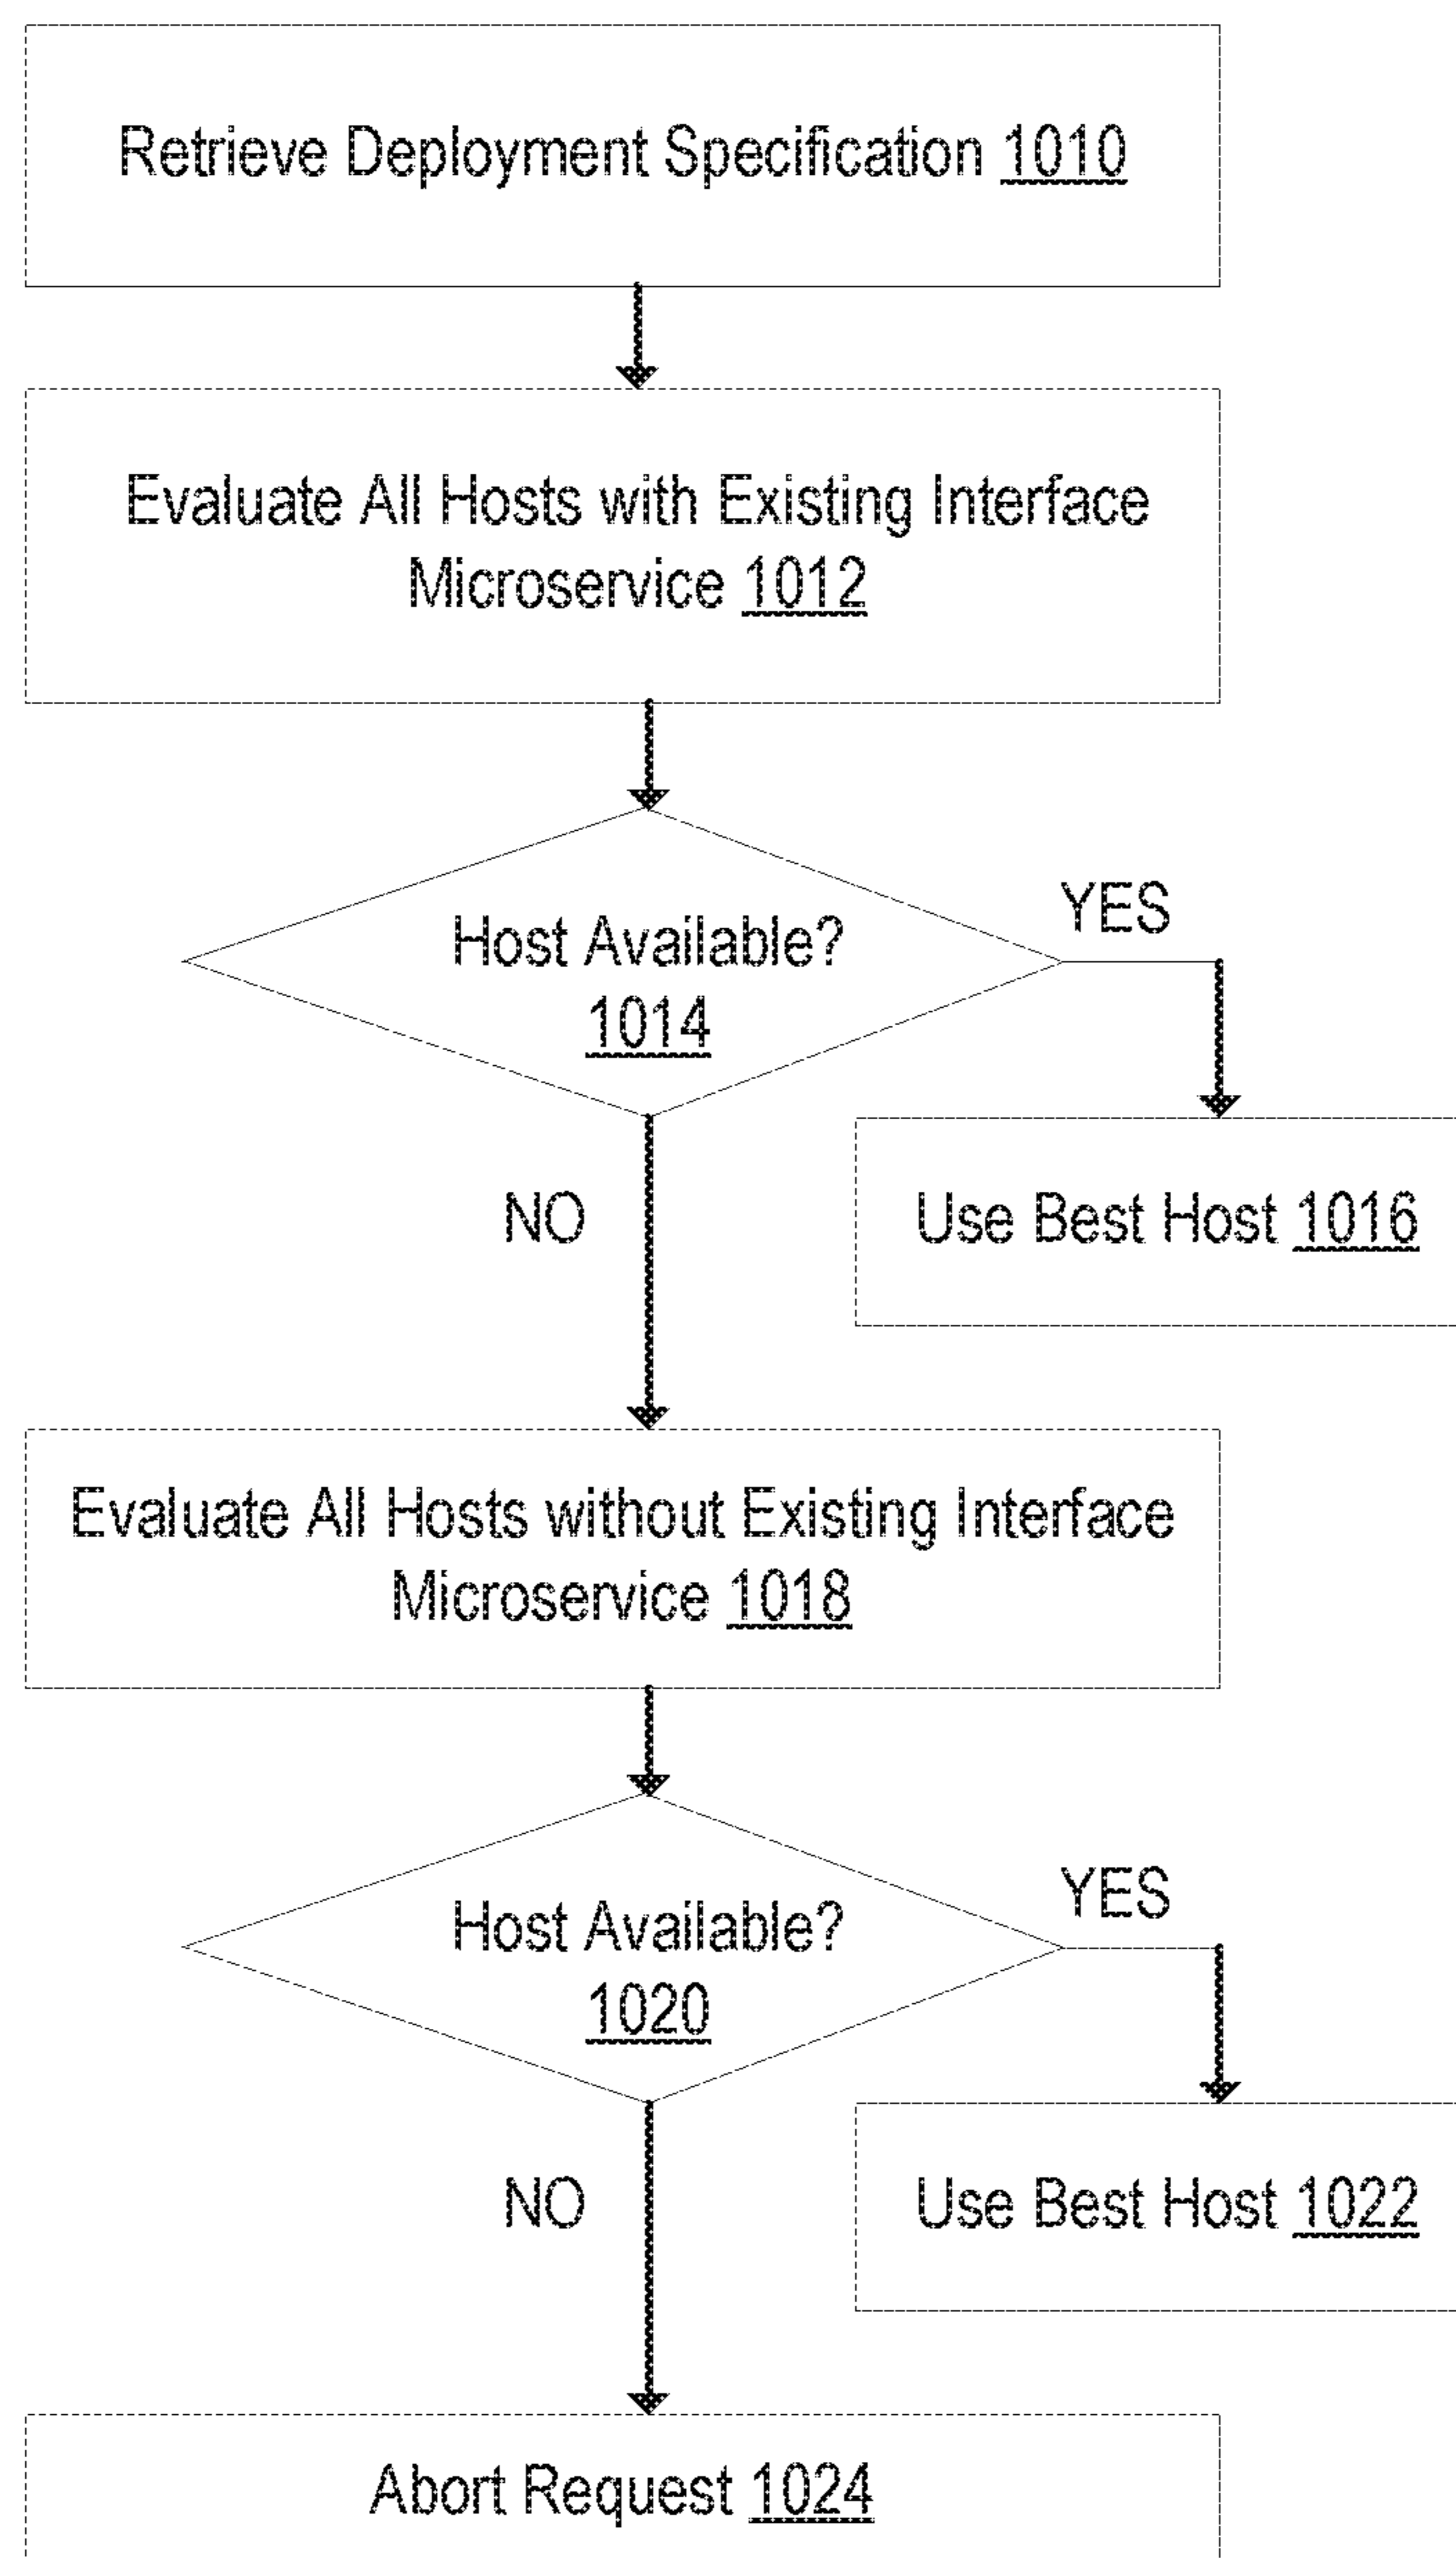 Retrieve Deployment Specification 1010
Evaluate All Hosts with Existing Interface
Microservice 1012
Host Available?
1014
YES
NO
Use Best Host 1016
Evaluate All Hosts without Existing Interface
Microservice 1018
Host Available?
1020
YES
NO
Use Best Host 1022
Abort Request 1024